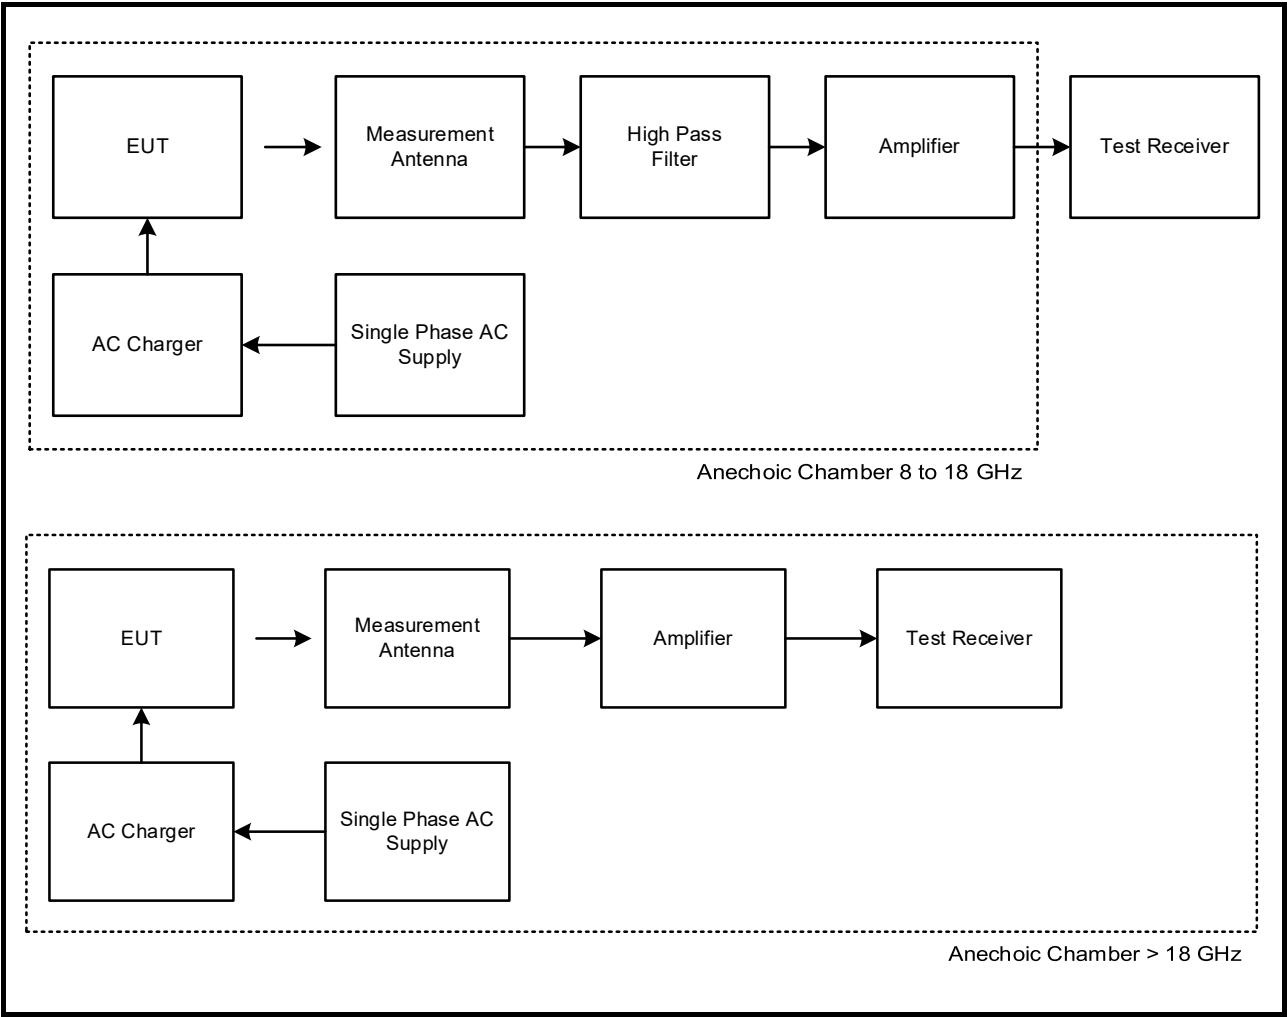 EUT
Measurement
Antenna
High Pass
Filter
Amplifier
Test Receiver
AC Charger
Single Phase AC
Supply
Anechoic Chamber 8 to 18 GHz
EUT
Measurement
Antenna
Amplifier
Test Receiver
AC Charger
Single Phase AC
Supply
Anechoic Chamber > 18 GHz